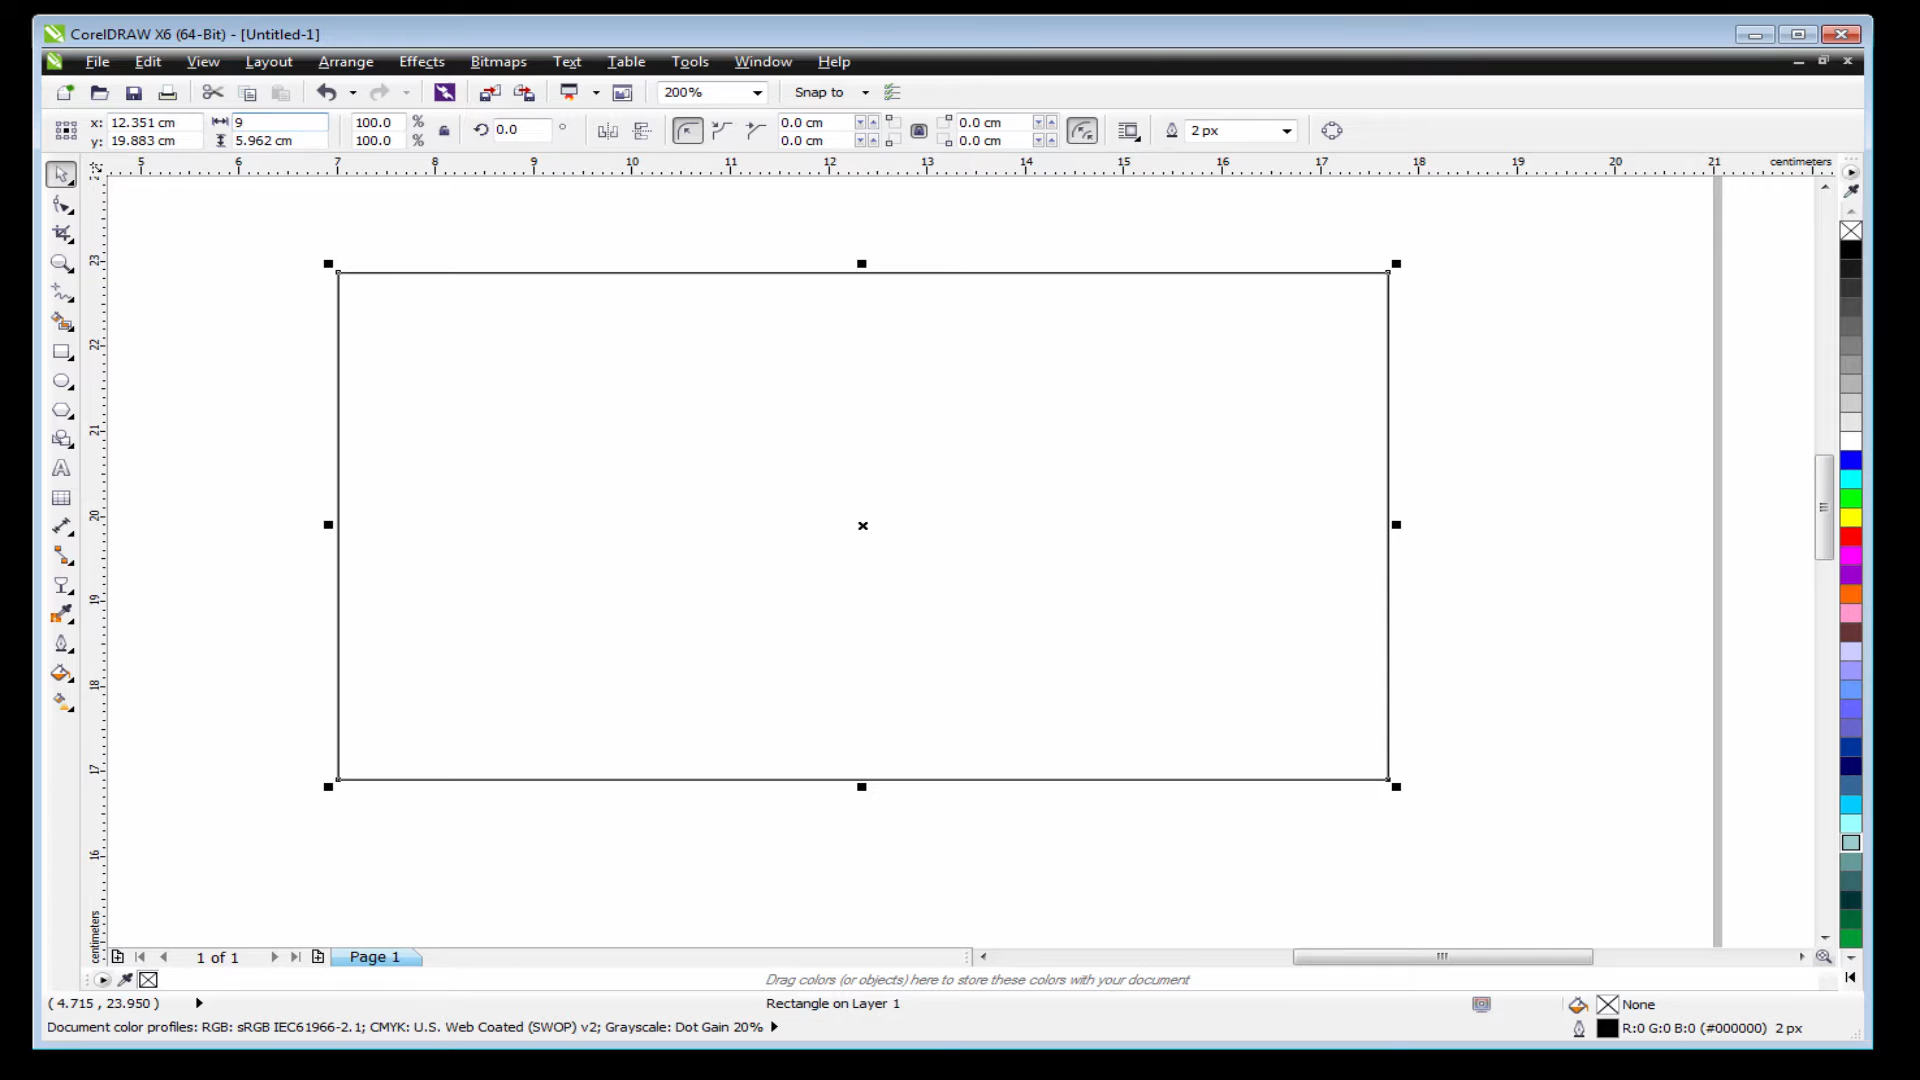 CorelDRAW X6 (64-Bit) - [Untitled-1]
File Edit View Layout Arrange Effects Bitmaps Text Table Tools Window Help
200% Snap to
x: 12.351 cm 9 100.0 % 0.0 ° 0.0 cm 0.0 cm 2 px
y: 19.883 cm 5.962 cm 100.0 % 0.0 cm 0.0 cm
5 6 7 8 9 10 11 12 13 14 15 16 17 18 19 20 21 centimeters
23
22
21
20
19
18
17
16
centimeters
1 of 1 Page 1
Drag colors (or objects) here to store these colors with your document
( 4.715 , 23.950 ) Rectangle on Layer 1 None
Document color profiles: RGB: sRGB IEC61966-2.1; CMYK: U.S. Web Coated (SWOP) v2; Grayscale: Dot Gain 20% R:0 G:0 B:0 (#000000) 2 px